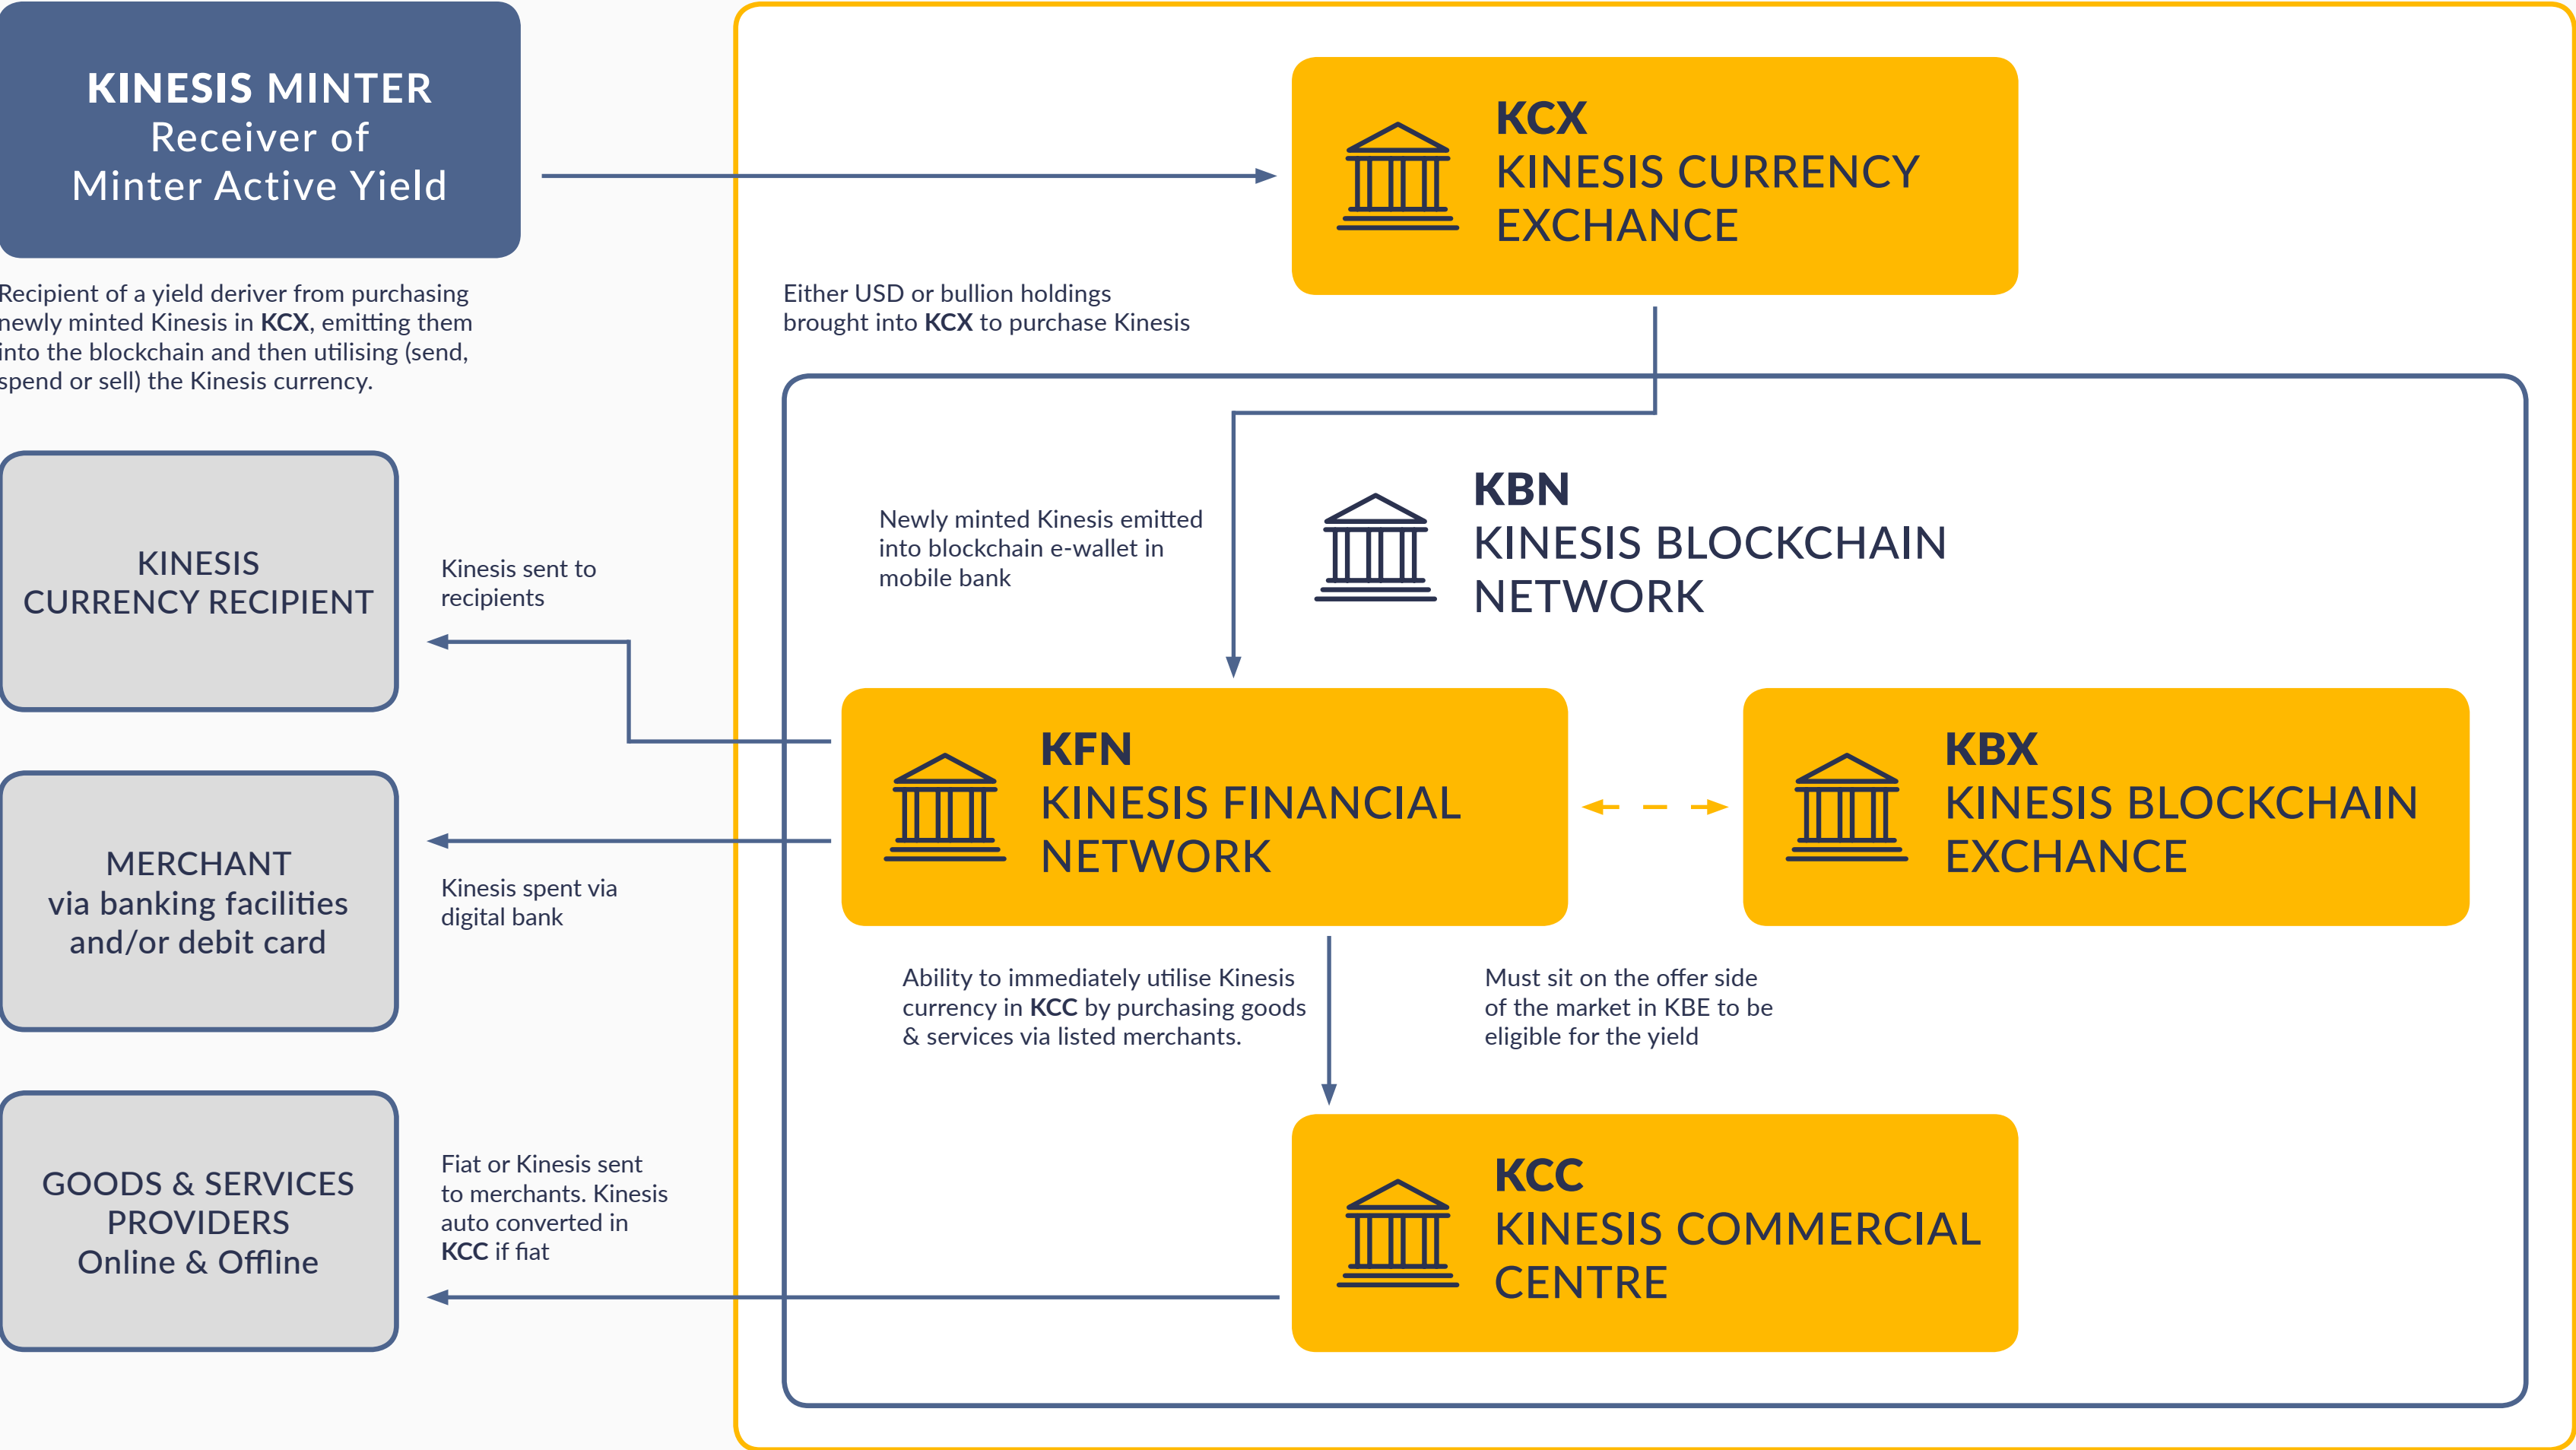 KINESIS MINTER
Receiver of
Minter Active Yield
Recipient of a yield deriver from purchasing
newly minted Kinesis in KCX, emitting them
into the blockchain and then utilising (send,
spend or sell) the Kinesis currency.
KCX
KINESIS CURRENCY
EXCHANCE
Either USD or bullion holdings
brought into KCX to purchase Kinesis
KBN
KINESIS BLOCKCHAIN
NETWORK
Newly minted Kinesis emitted
into blockchain e-wallet in
mobile bank
KINESIS
CURRENCY RECIPIENT
Kinesis sent to
recipients
KFN
KINESIS FINANCIAL
NETWORK
KBX
KINESIS BLOCKCHAIN
EXCHANCE
MERCHANT
via banking facilities
and/or debit card
Kinesis spent via
digital bank
Ability to immediately utilise Kinesis
currency in KCC by purchasing goods
& services via listed merchants.
Must sit on the offer side
of the market in KBE to be
eligible for the yield
GOODS & SERVICES
PROVIDERS
Online & Offline
Fiat or Kinesis sent
to merchants. Kinesis
auto converted in
KCC if fiat
KCC
KINESIS COMMERCIAL
CENTRE